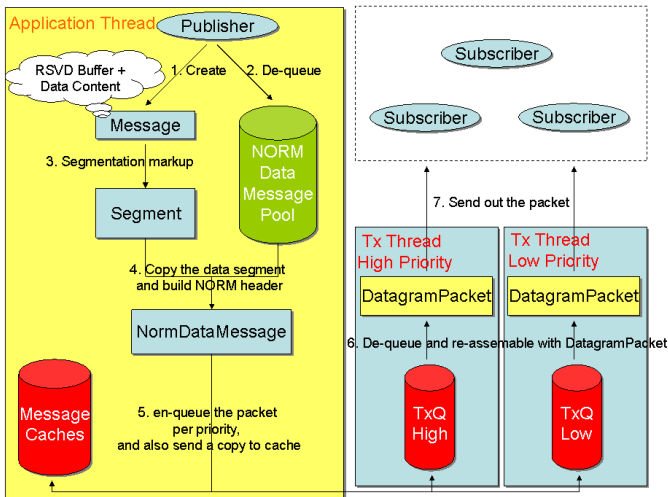 Application Thread
Publisher
RSVD Buffer +
Data Content
1. Create
2. De-queue
Message
3. Segmentation markup
NORM
Data
Message
Pool
Segment
4. Copy the data segment
and build NORM header
NormDataMessage
Message
Caches
5. en-queue the packet
per priority,
and also send a copy to cache
Subscriber
Subscriber
Subscriber
7. Send out the packet
Tx Thread
High Priority
Tx Thread
Low Priority
DatagramPacket
DatagramPacket
6. De-queue and re-assemable with DatagramPacket
TxQ
High
TxQ
Low